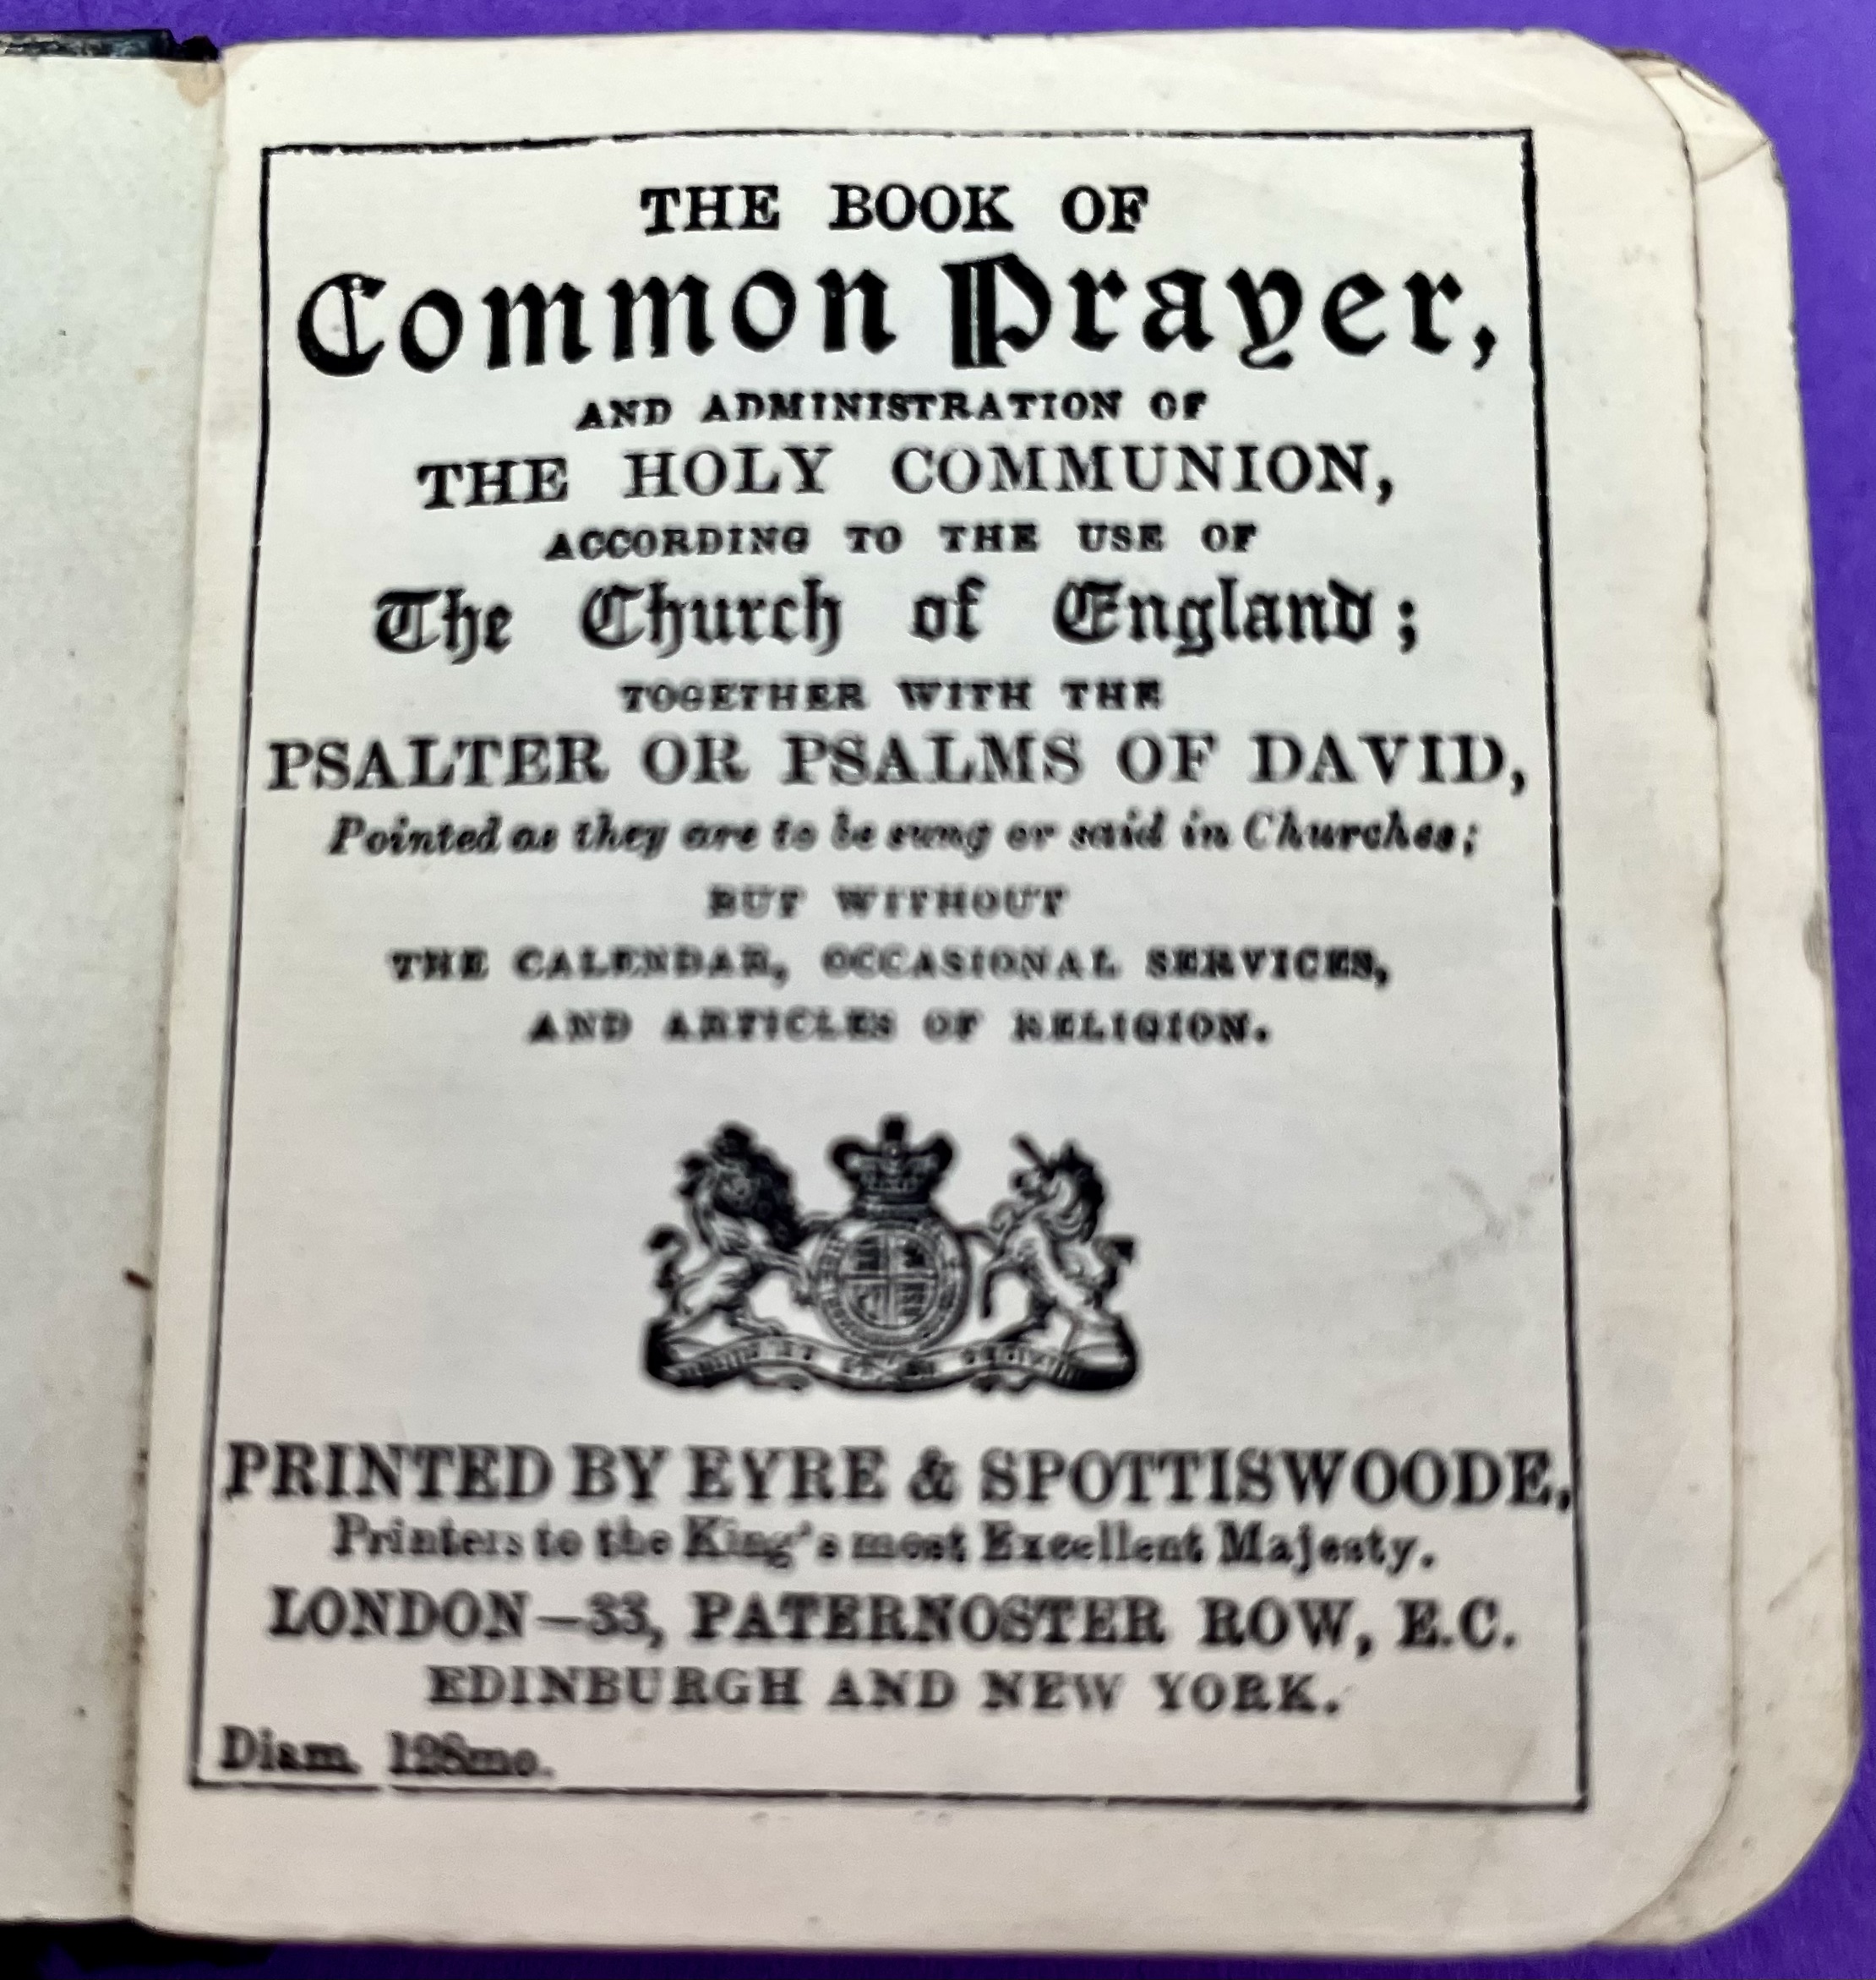 THE BOOK OF
Common Prayer,
AND ADMINISTRATION OF
THE HOLY COMMUNION,
ACCORDING TO THE USE OF
The Church of England;
TOGETHER WITH THE
PSALTER OR PSALMS OF DAVID,
Pointed as they are to be sung or said in Churches;
BUT WITHOUT
THE CALENDAR, OCCASIONAL SERVICES,
AND ARTICLES OF RELIGION.
PRINTED BY EYRE & SPOTTISWOODE,
Printers to the King's most Excellent Majesty.
LONDON—33, PATERNOSTER ROW, E.C.
EDINBURGH AND NEW YORK.
Diam. 128mo.